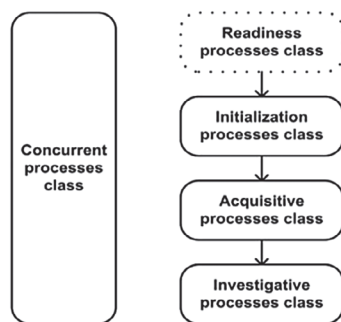 Readiness
processes class
Initialization
processes class
Concurrent
processes
class
Acquisitive
processes class
Investigative
processes class